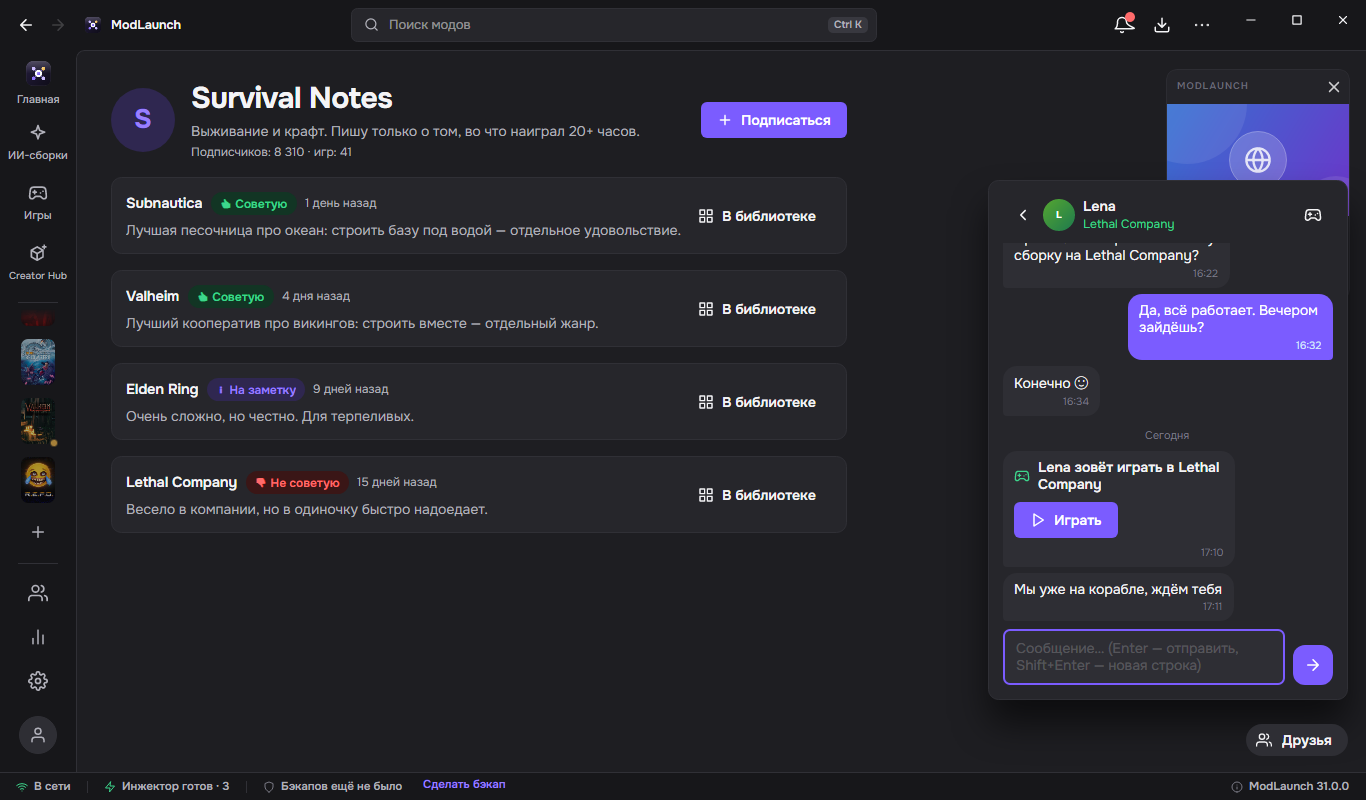 ModLaunch
Поиск модов
Ctrl K
Главная
ИИ-сборки
Игры
Creator Hub
R.E.P.O.
S
Survival Notes
Выживание и крафт. Пишу только о том, во что наиграл 20+ часов.
Подписчиков: 8 310 · игр: 41
Подписаться
Subnautica
Советую
1 день назад
Лучшая песочница про океан: строить базу под водой — отдельное удовольствие.
В библиотеке
Valheim
Советую
4 дня назад
Лучший кооператив про викингов: строить вместе — отдельный жанр.
В библиотеке
Elden Ring
На заметку
9 дней назад
Очень сложно, но честно. Для терпеливых.
В библиотеке
Lethal Company
Не советую
15 дней назад
Весело в компании, но в одиночку быстро надоедает.
В библиотеке
MODLAUNCH
L
Lena
Lethal Company
сборку на Lethal Company?
16:22
Да, всё работает. Вечером
зайдёшь?
16:32
Конечно
16:34
Сегодня
Lena зовёт играть в Lethal
Company
Играть
17:10
Мы уже на корабле, ждём тебя
17:11
Сообщение... (Enter — отправить,
Shift+Enter — новая строка)
Друзья
В сети
Инжектор готов · 3
Бэкапов ещё не было
Сделать бэкап
ModLaunch 31.0.0